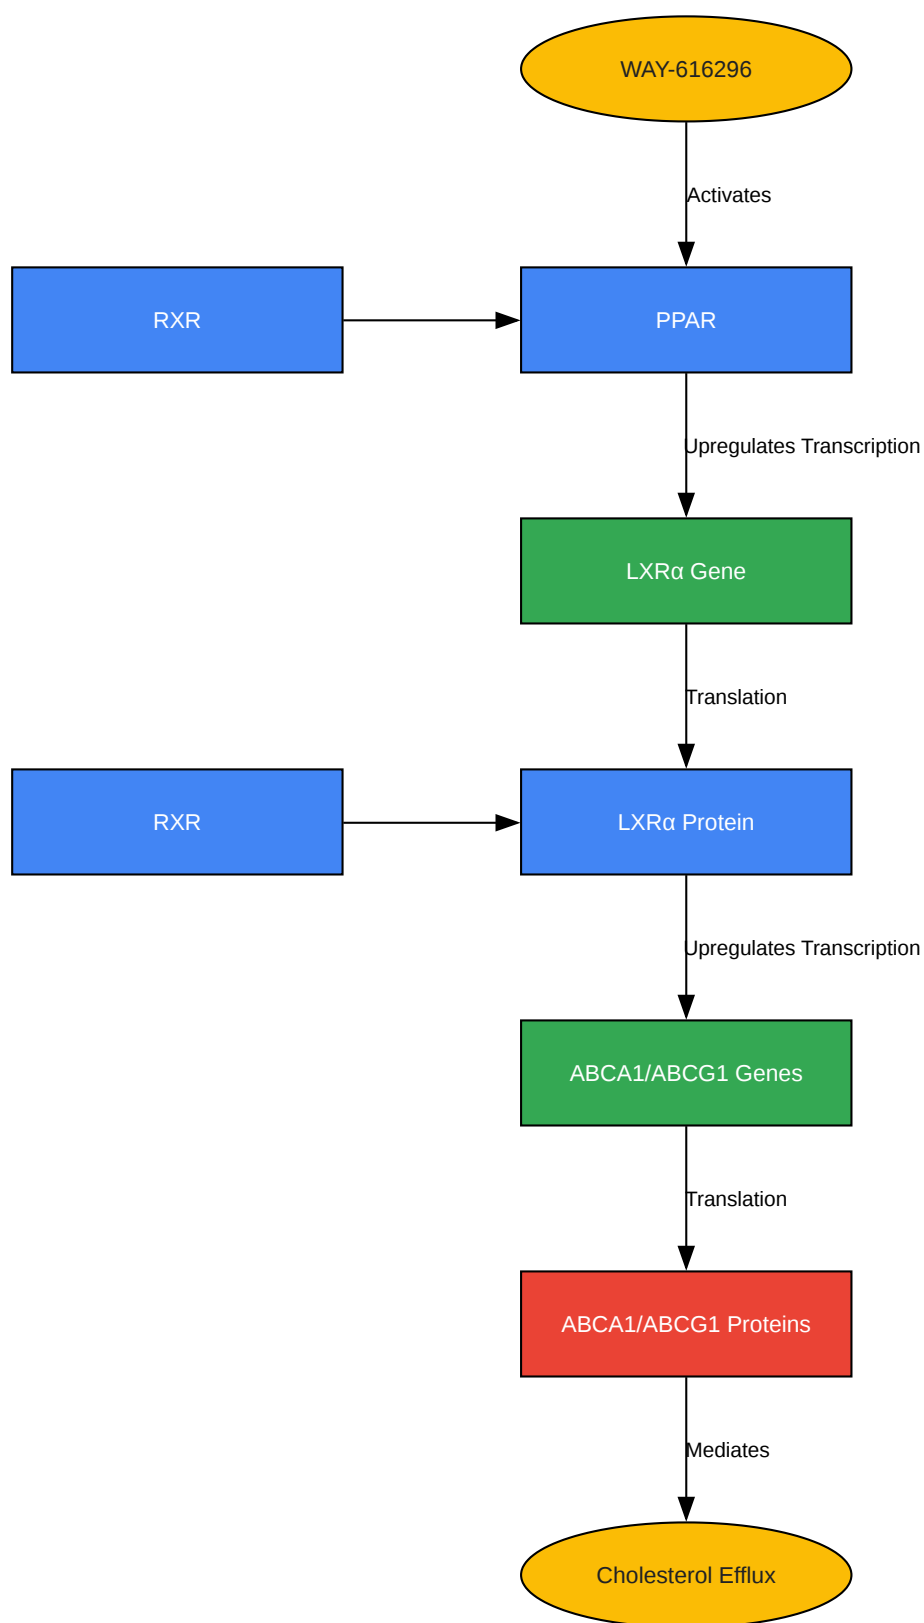 WAY-616296
Activates
RXR
PPAR
Upregulates Transcription
LXRα Gene
Translation
RXR
LXRα Protein
Upregulates Transcription
ABCA1/ABCG1 Genes
Translation
ABCA1/ABCG1 Proteins
Mediates
Cholesterol Efflux